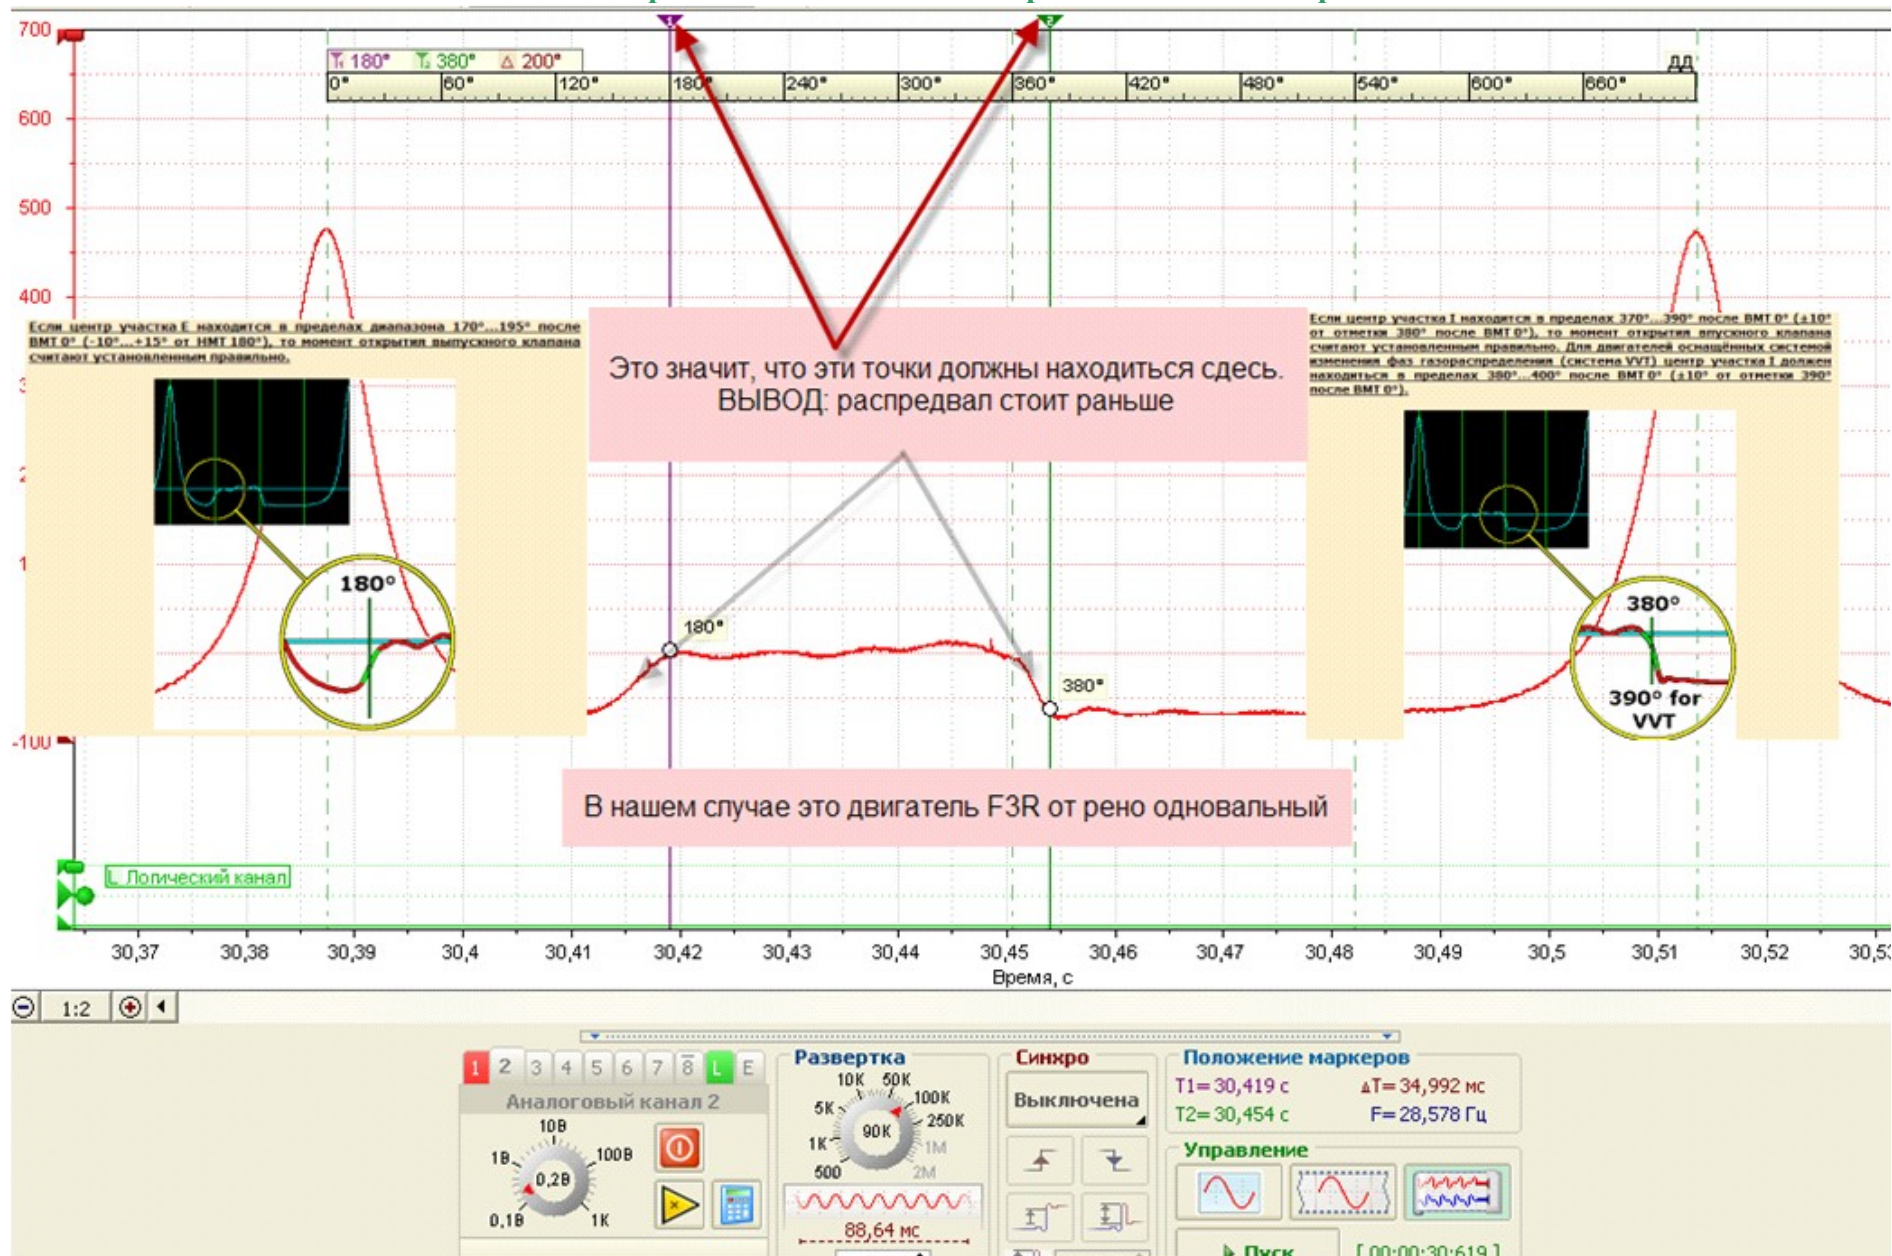 700
1
2
180° 380° Δ 200°
0° 60° 120° 180° 240° 300° 360° 420° 480° 540° 600° 660°
600
500
400
Если центр участка E находится в пределах диапазона 170°...195° после
ВМТ 0° (-10°...+15° от НМТ 180°), то момент открытия выпускного клапана
считают установленным правильно.
180°
Это значит, что эти точки должны находиться сдесь.
ВЫВОД: распредвал стоит раньше
Если центр участка I находится в пределах 370°...390° после ВМТ 0° (±10°
от отметки 380° после ВМТ 0°), то момент открытия впускного клапана
считают установленным правильно. Для двигателей оснащённых системой
изменения фаз газораспределения (система VVT) центр участка I должен
находиться в пределах 380°...400° после ВМТ 0° (±10° от отметки 390°
после ВМТ 0°).
380°
390° for
VVT
180°
380°
-100
В нашем случае это двигатель F3R от рено одновальный
L Логический канал
30,37 30,38 30,39 30,4 30,41 30,42 30,43 30,44 30,45 30,46 30,47 30,48 30,49 30,5 30,51 30,52
Время, с
1:2
1 2 3 4 5 6 7 8 L E
Аналоговый канал 2
10В
1В
100В
0,2В
0,1В
1К
Развертка
10K 50K
5K
100K
90K
250K
1K
1M
500
2M
88,64 мс
Синхро
Выключена
Положение маркеров
T1= 30,419 с ΔT= 34,992 мс
T2= 30,454 с F= 28,578 Гц
Управление
Пуск
[ 00:00:30:619 ]